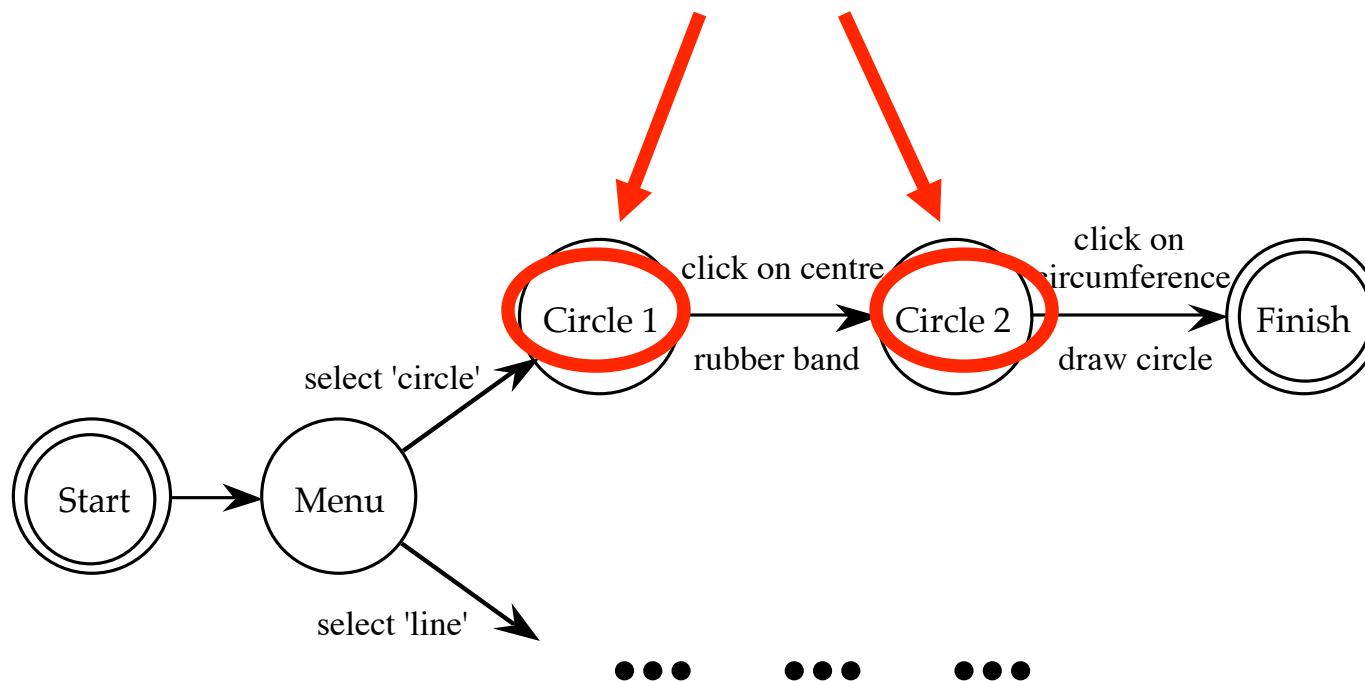 click on
circumference
click on centre
Circle 1
Circle 2
Finish
rubber band
draw circle
select 'circle'
Start
Menu
select 'line'